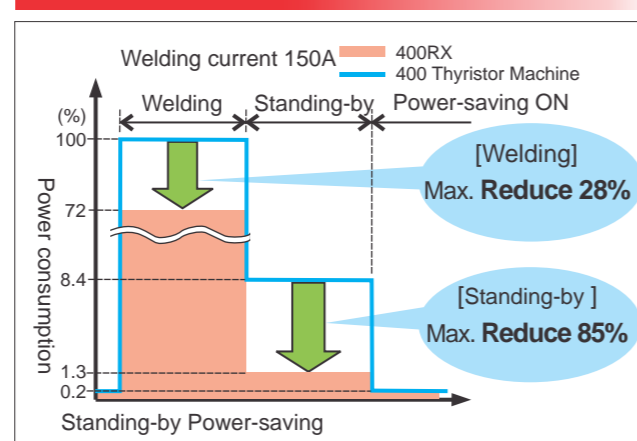 Welding current 150A
400RX
400 Thyristor Machine
Welding
Standing-by
Power-saving ON
(%)
100
72
8.4
1.3
0.2
Power consumption
[Welding]
Max. Reduce 28%
[Standing-by ]
Max. Reduce 85%
Standing-by Power-saving